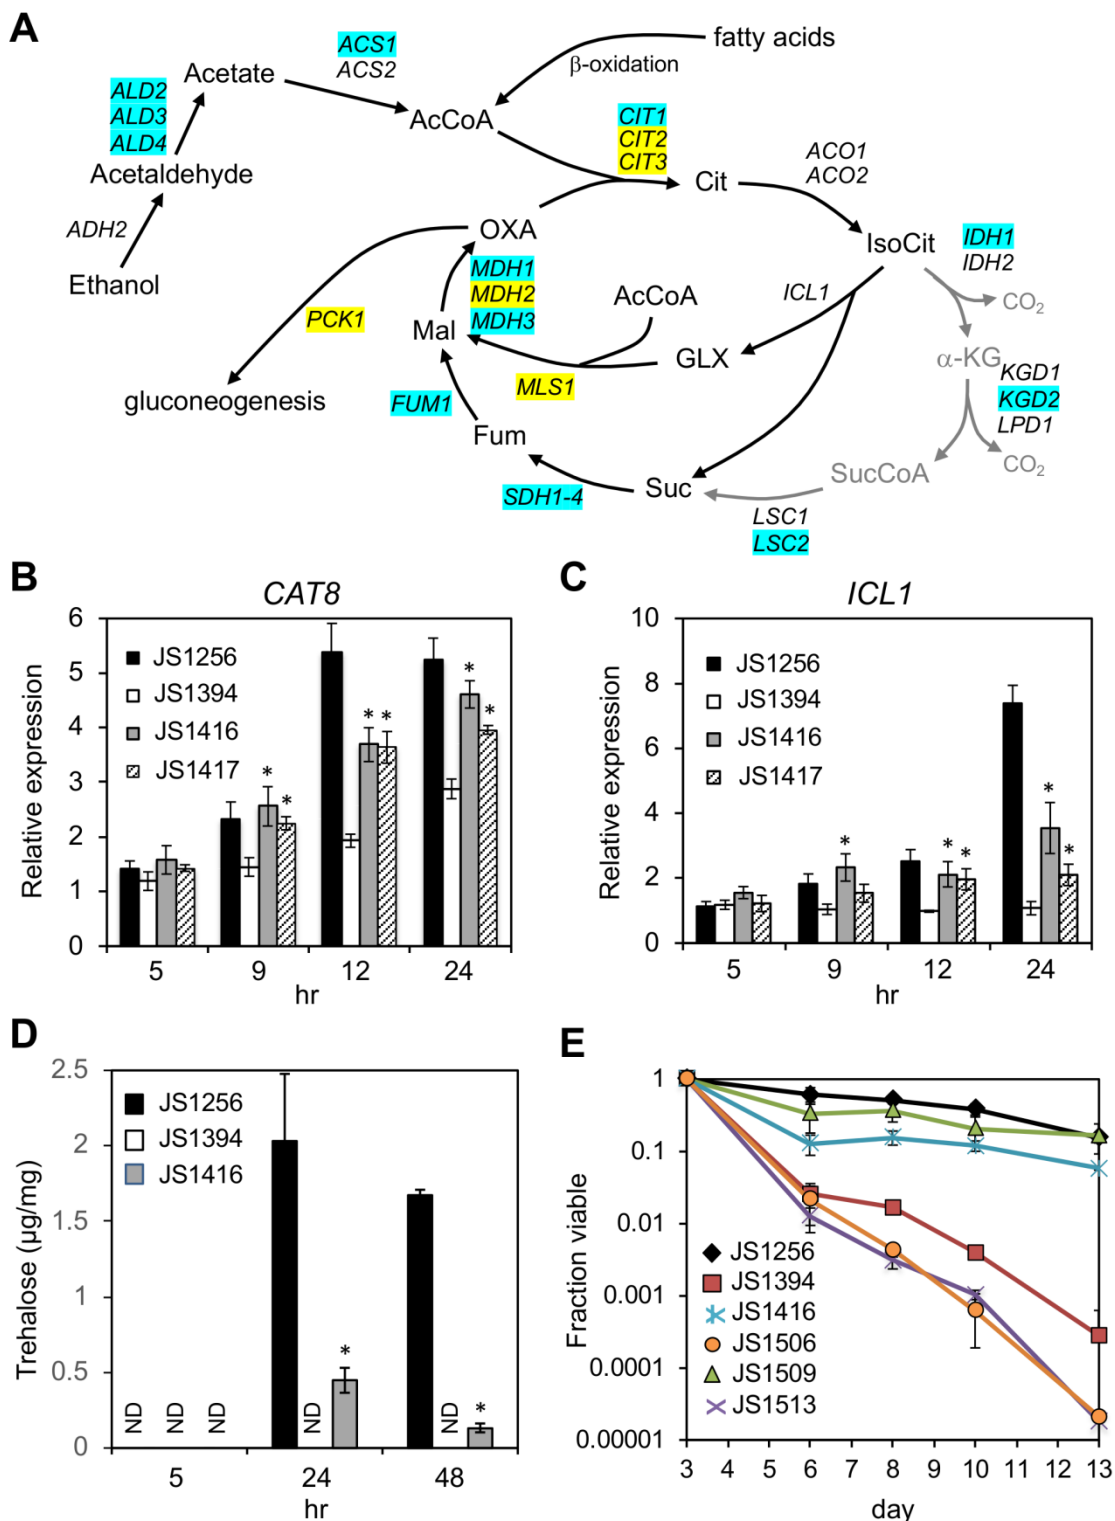 A
fatty acids
β-oxidation
ACS1
ACS2
Acetate
ALD2
ALD3
ALD4
AcCoA
CIT1
CIT2
CIT3
ACO1
ACO2
Acetaldehyde
Cit
ADH2
OXA
IsoCit
IDH1
IDH2
Ethanol
MDH1
MDH2
MDH3
AcCoA
ICL1
CO2
PCK1
Mal
GLX
α-KG
KGD1
KGD2
LPD1
gluconeogenesis
FUM1
MLS1
Fum
CO2
SucCoA
SDH1-4
Suc
LSC1
LSC2
B
CAT8
Relative expression
6
5
4
3
2
1
0
JS1256
JS1394
JS1416
JS1417
*
*
* *
*
*
5 9 12 24
hr
C
ICL1
Relative expression
10
8
6
4
2
0
JS1256
JS1394
JS1416
JS1417
*
* *
*
*
5 9 12 24
hr
D
Trehalose (µg/mg)
2.5
2
1.5
1
0.5
0
JS1256
JS1394
JS1416
ND ND ND ND * ND *
5 24 48
hr
E
Fraction viable
1
0.1
0.01
0.001
0.0001
0.00001
JS1256
JS1394
JS1416
JS1506
JS1509
JS1513
3 4 5 6 7 8 9 10 11 12 13
day